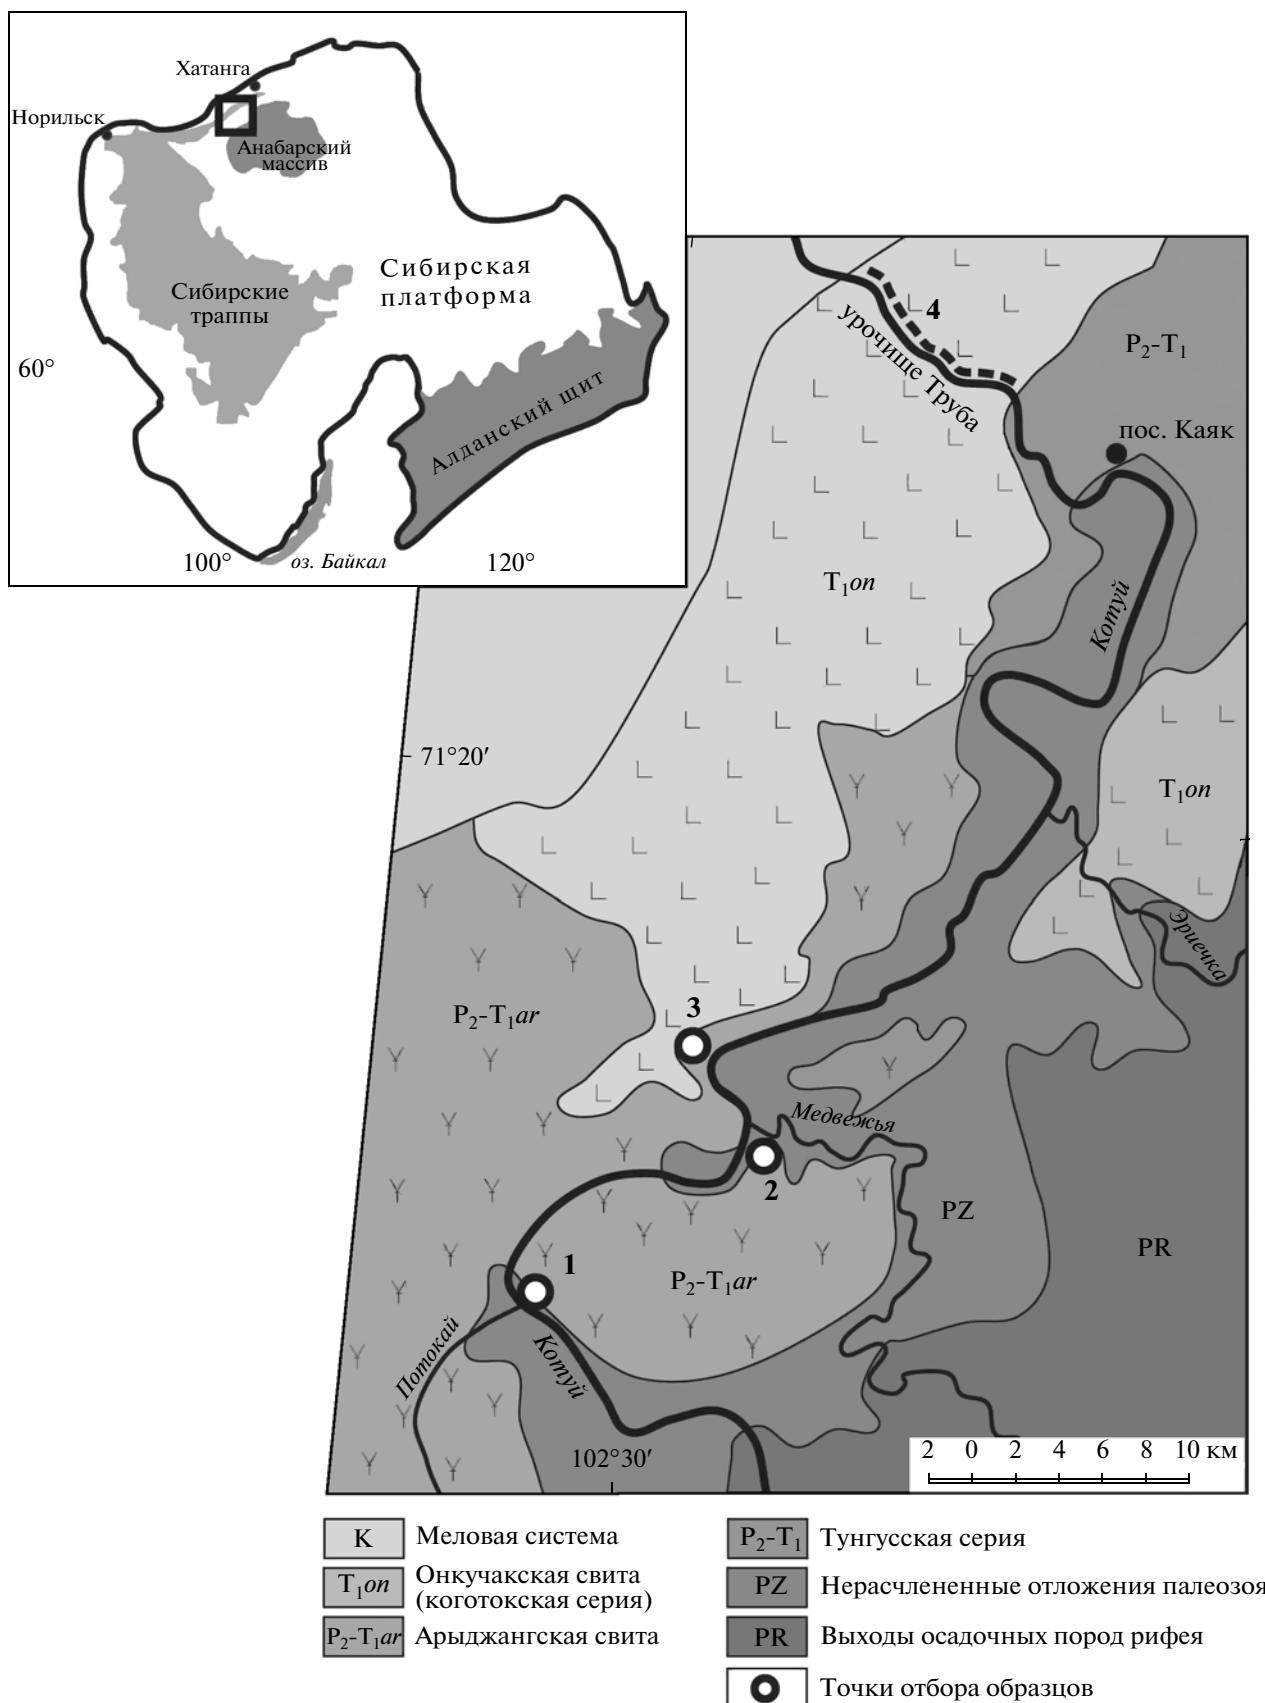 Хатанга
Норильск
Анабарский
массив
Сибирская
платформа
Сибирские
траппы
60°
Алданский щит
100°
оз. Байкал
120°
4
урочище Труба
P₂-T₁
пос. Каяк
T₁on
Котуй
71°20′
T₁on
Эриечка
P₂-T₁ar
3
Медвежья
2
PZ
PR
1
P₂-T₁ar
Потокай
Котуй
102°30′
2 0 2 4 6 8 10 км
K Меловая система
T₁on Онкучакская свита
(коготокская серия)
P₂-T₁ar Арыджангская свита
P₂-T₁ Тунгусская серия
PZ Нерасчлененные отложения палеозоя
PR Выходы осадочных пород рифея
Точки отбора образцов